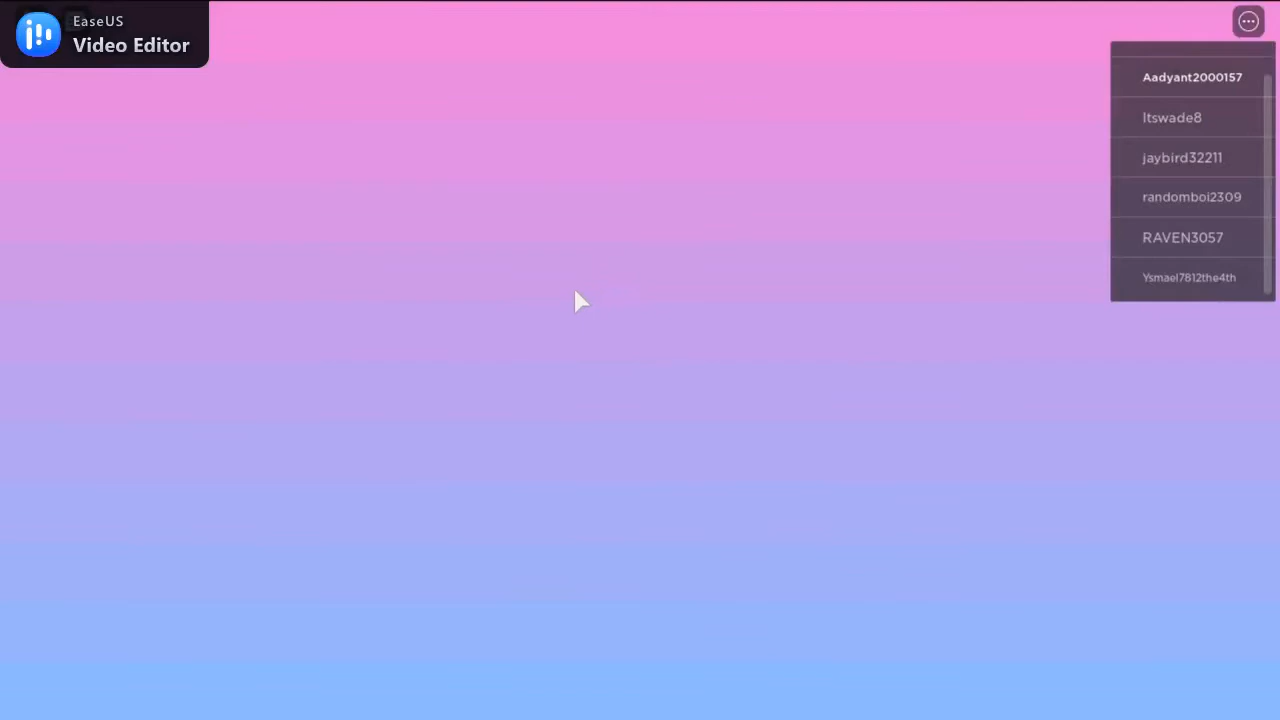 EaseUS
Video Editor
Aadyant2000157
Itswade8
jaybird32211
randomboi2309
RAVEN3057
Ysmael7812the4th